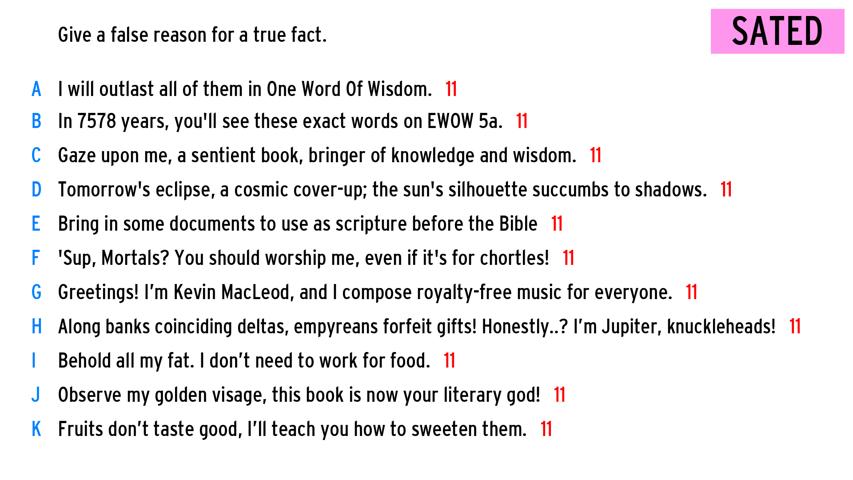 Give a false reason for a true fact.
SATED
A I will outlast all of them in One Word Of Wisdom. 11
B In 7578 years, you'll see these exact words on EWOW 5a. 11
C Gaze upon me, a sentient book, bringer of knowledge and wisdom. 11
D Tomorrow's eclipse, a cosmic cover-up; the sun's silhouette succumbs to shadows. 11
E Bring in some documents to use as scripture before the Bible 11
F 'Sup, Mortals? You should worship me, even if it's for chortles! 11
G Greetings! I’m Kevin MacLeod, and I compose royalty-free music for everyone. 11
H Along banks coinciding deltas, empyreans forfeit gifts! Honestly..? I’m Jupiter, knuckleheads! 11
I Behold all my fat. I don’t need to work for food. 11
J Observe my golden visage, this book is now your literary god! 11
K Fruits don’t taste good, I’ll teach you how to sweeten them. 11